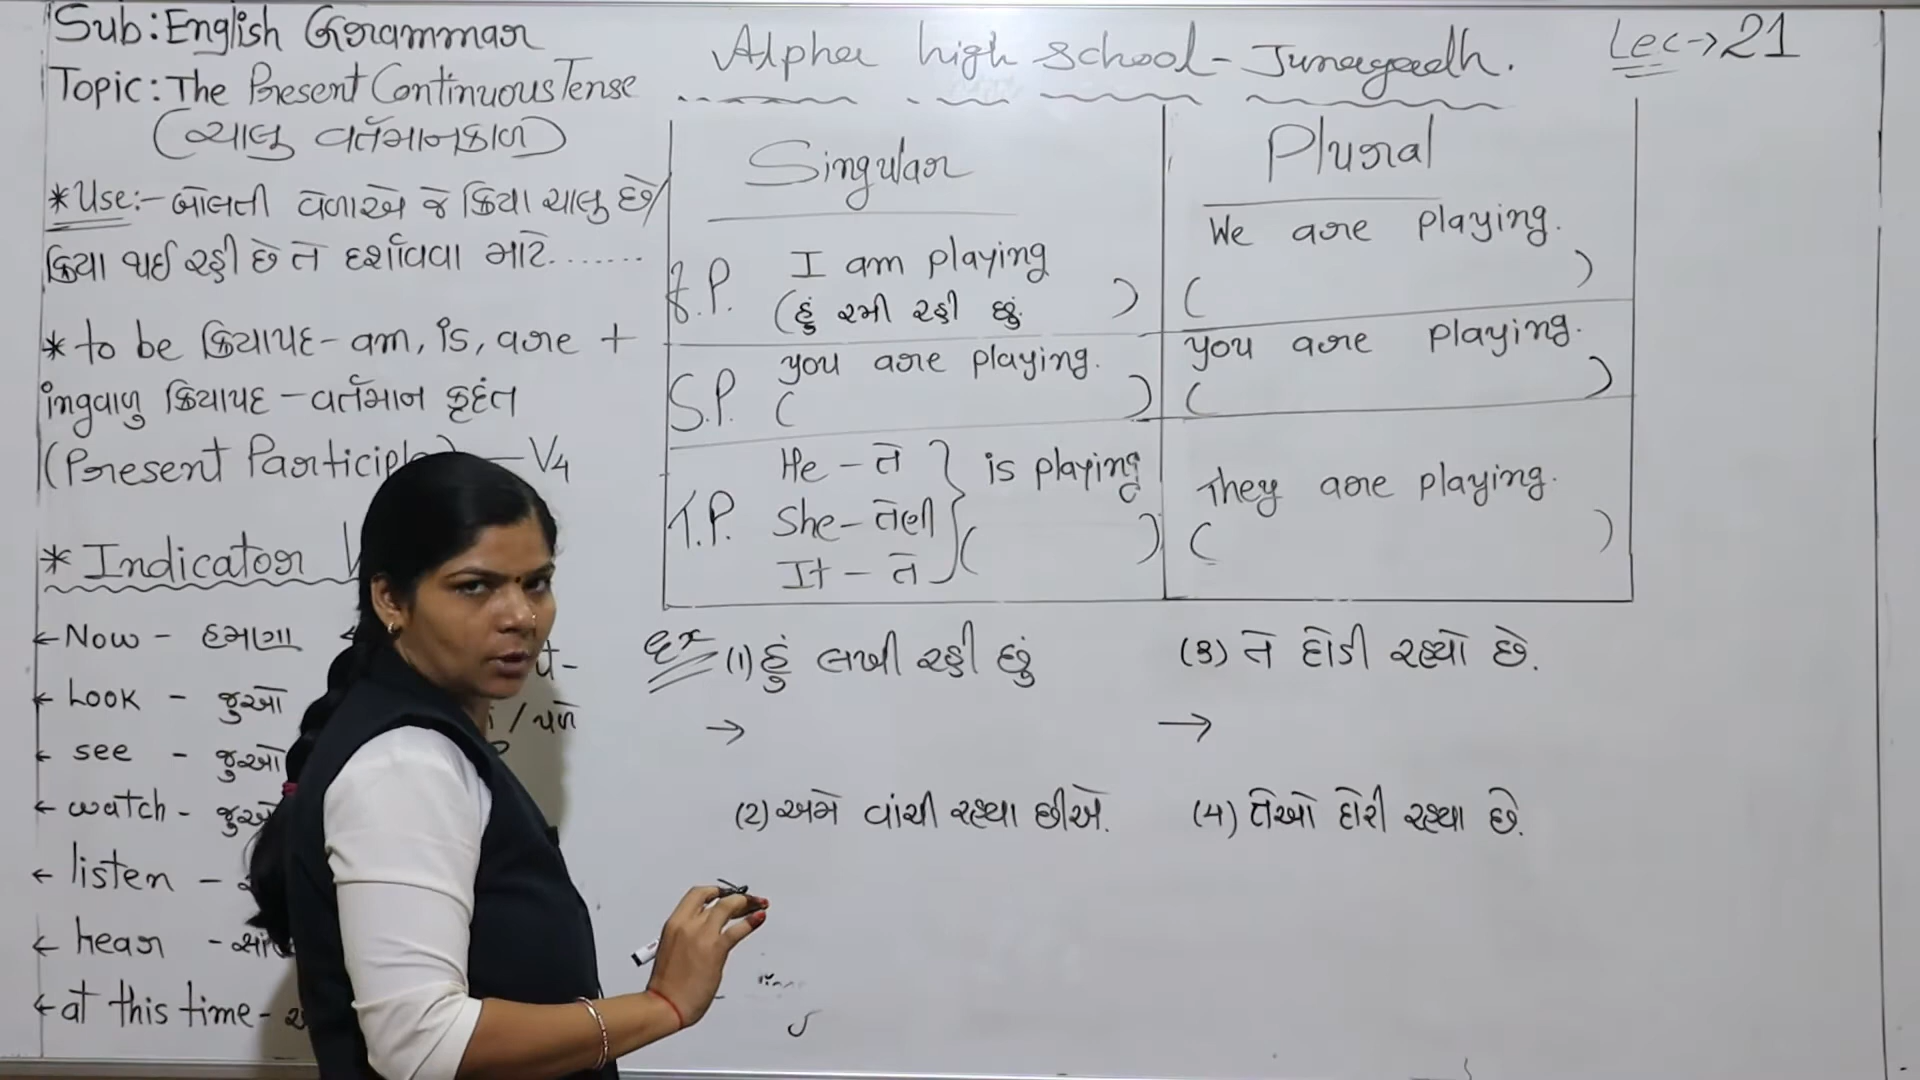 Sub: English Grammar
Topic: The Present Continuous Tense
(ચાલુ વર્તમાનકાળ)
* Use:- બોલતી વેળાએ જે ક્રિયા ચાલુ છે/
ક્રિયા થઈ રહી છે તે દર્શાવવા માટે.......
* to be ક્રિયાપદ - am, is, are +
ingવાળુ ક્રિયાપદ - વર્તમાન કૃદંત
(Present Participle) - V4
* Indicator
← Now - હમણા
← Look - જુઓ
← see - જુઓ
← watch - જુઓ
← listen -
← hear -
← at this time -
Alpha high school - Junagadh.
Lec → 21
Singular
Plural
F.P. I am playing
(હું રમી રહી છું )
We are playing.
( )
S.P. you are playing.
( )
you are playing.
( )
T.P. He - તે
She - તેણી
It - તે
} is playing
( )
They are playing.
( )
Ex (1) હું લખી રહી છું
→
(2) અમે વાંચી રહ્યા છીએ.
(3) તે દોડી રહ્યો છે.
→
(4) તેઓ દોરી રહ્યા છે.